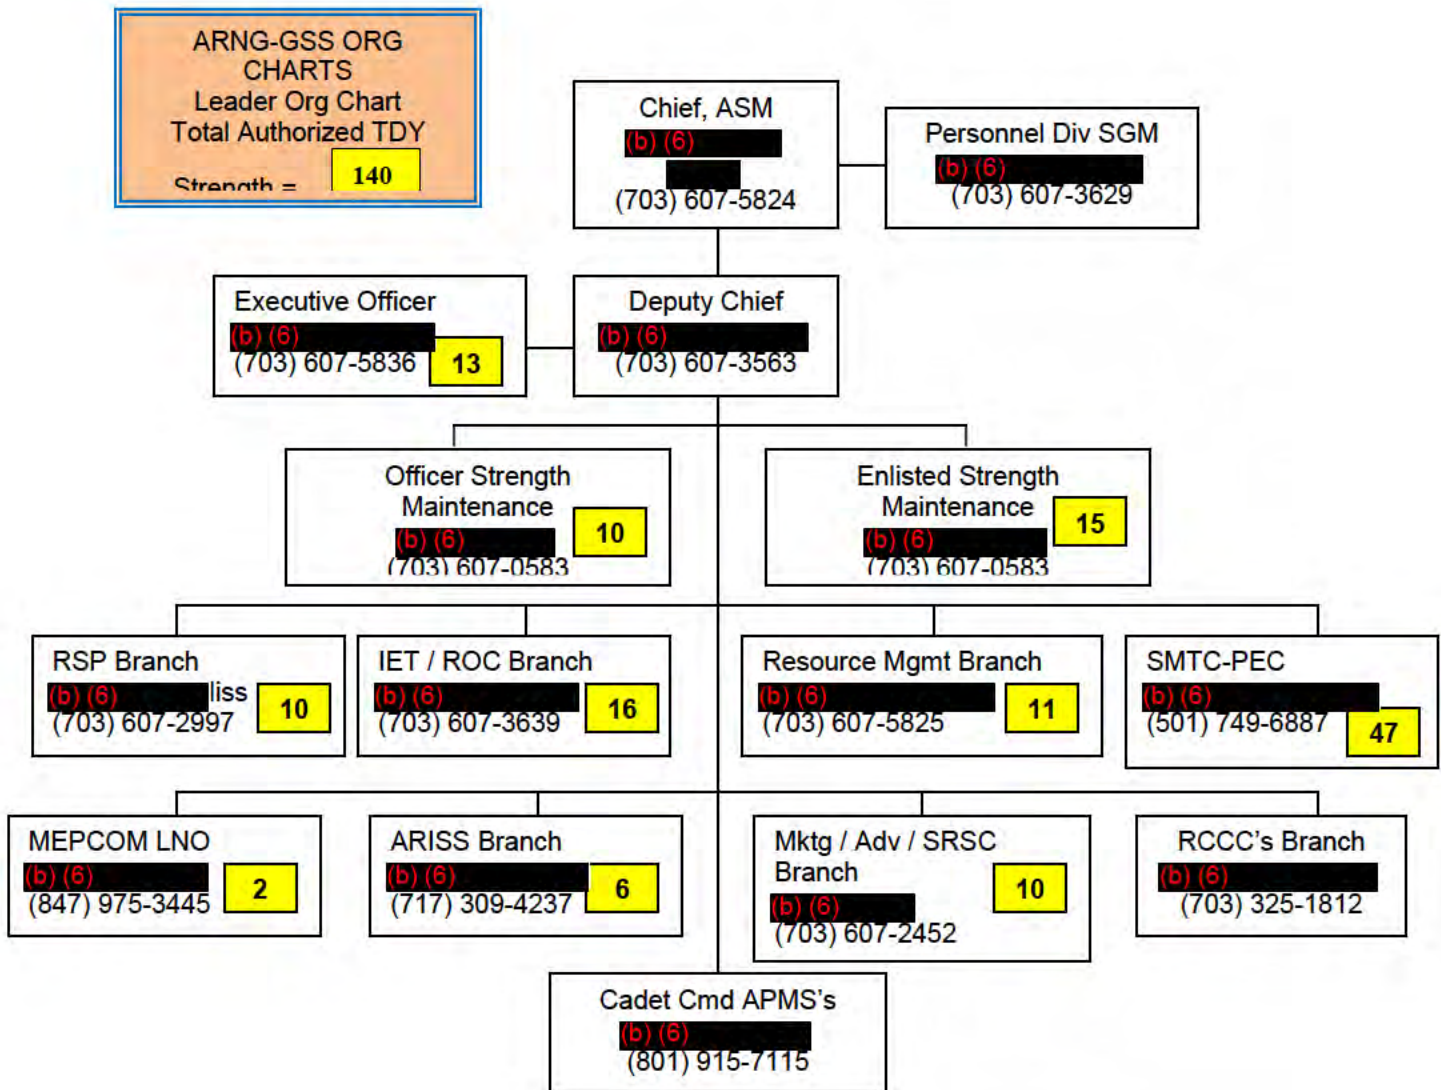 ARNG-GSS ORG
CHARTS
Leader Org Chart
Total Authorized TDY
Strength = 140
Chief, ASM
(b) (6)
(703) 607-5824
Personnel Div SGM
(b) (6)
(703) 607-3629
Executive Officer
(b) (6)
(703) 607-5836 13
Deputy Chief
(b) (6)
(703) 607-3563
Officer Strength
Maintenance
10
(b) (6)
(703) 607-0583
Enlisted Strength
Maintenance
15
(b) (6)
(703) 607-0583
RSP Branch
(b) (6) liss
(703) 607-2997 10
IET / ROC Branch
(b) (6)
(703) 607-3639 16
Resource Mgmt Branch
(b) (6)
(703) 607-5825 11
SMTC-PEC
(b) (6)
(501) 749-6887 47
MEPCOM LNO
(b) (6)
(847) 975-3445 2
ARISS Branch
(b) (6)
(717) 309-4237 6
Mktg / Adv / SRSC
Branch
10
(b) (6)
(703) 607-2452
RCCC's Branch
(b) (6)
(703) 325-1812
Cadet Cmd APMS's
(b) (6)
(801) 915-7115